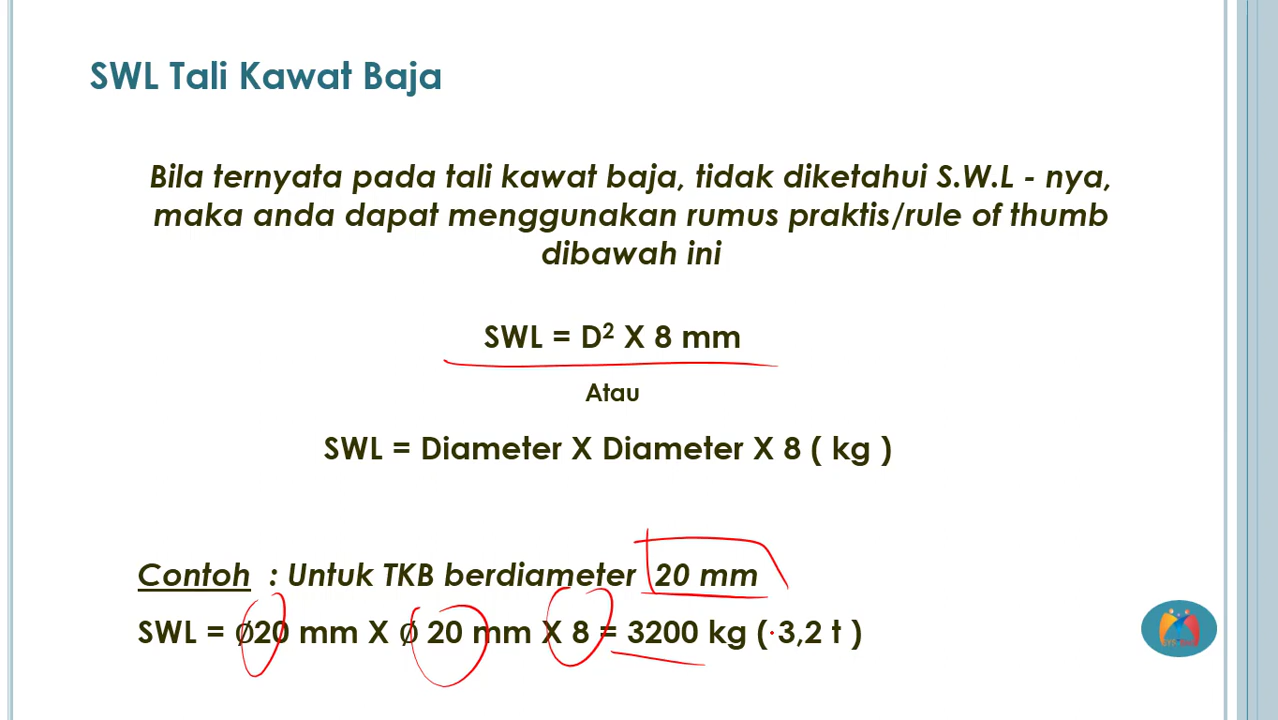 SWL Tali Kawat Baja
Bila ternyata pada tali kawat baja, tidak diketahui S.W.L - nya,
maka anda dapat menggunakan rumus praktis/rule of thumb
dibawah ini
SWL = D² X 8 mm
Atau
SWL = Diameter X Diameter X 8 ( kg )
Contoh : Untuk TKB berdiameter 20 mm
SWL = Ø20 mm X Ø 20 mm X 8 = 3200 kg ( 3,2 t )